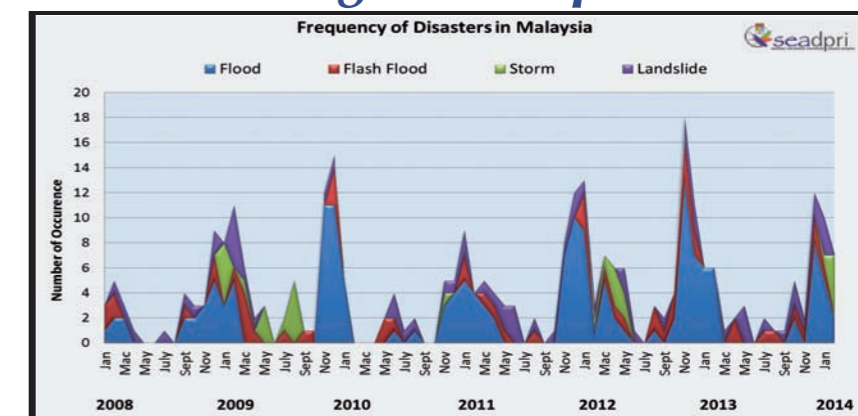 Frequency of Disasters in Malaysia
seadpri
Flood Flash Flood Storm Landslide
Number of Occurence
20
18
16
14
12
10
8
6
4
2
0
Jan Mac May July Sept Nov Jan Mac May July Sept Nov Jan Mac May July Sept Nov Jan Mac May July Sept Nov Jan Mac May July Sept Nov Jan Mac May July Sept Nov Jan
2008 2009 2010 2011 2012 2013 2014